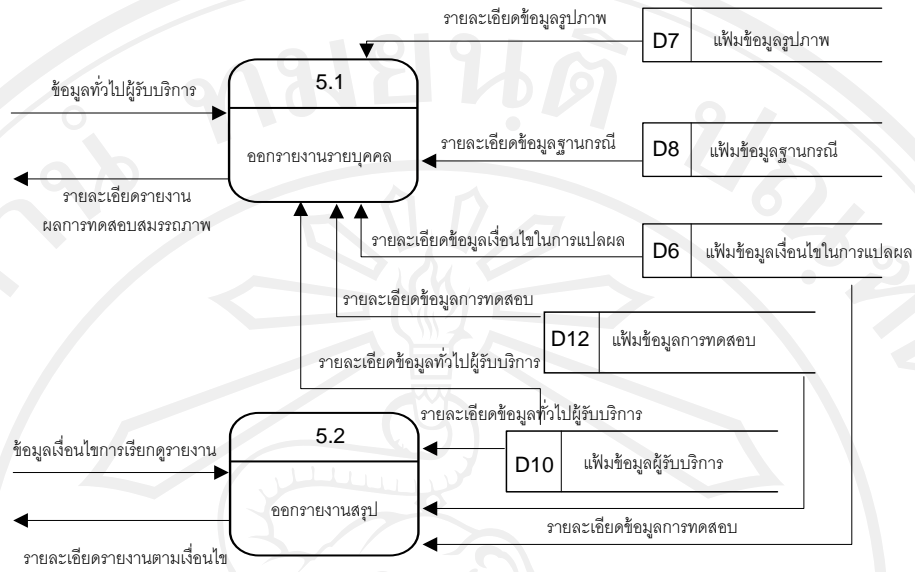 รายละเอียดข้อมูลรูปภาพ
D7 แฟ้มข้อมูลรูปภาพ
5.1
ข้อมูลทั่วไปผู้รับบริการ
ออกรายงานรายบุคคล
รายละเอียดข้อมูลฐานกรณี
D8 แฟ้มข้อมูลฐานกรณี
รายละเอียดรายงาน
ผลการทดสอบสมรรถภาพ
รายละเอียดข้อมูลเงื่อนไขในการแปลผล
D6 แฟ้มข้อมูลเงื่อนไขในการแปลผล
รายละเอียดข้อมูลการทดสอบ
D12 แฟ้มข้อมูลการทดสอบ
รายละเอียดข้อมูลทั่วไปผู้รับบริการ
รายละเอียดข้อมูลทั่วไปผู้รับบริการ
5.2
ข้อมูลเงื่อนไขการเรียกดูรายงาน
D10 แฟ้มข้อมูลผู้รับบริการ
ออกรายงานสรุป
รายละเอียดข้อมูลการทดสอบ
รายละเอียดรายงานตามเงื่อนไข